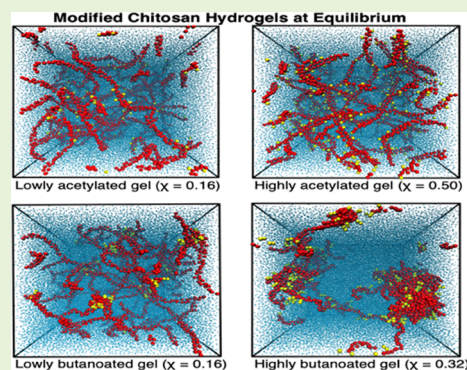 Modified Chitosan Hydrogels at Equilibrium
Lowly acetylated gel (χ = 0.16)
Highly acetylated gel (χ = 0.50)
Lowly butanoated gel (χ = 0.16)
Highly butanoated gel (χ = 0.32)